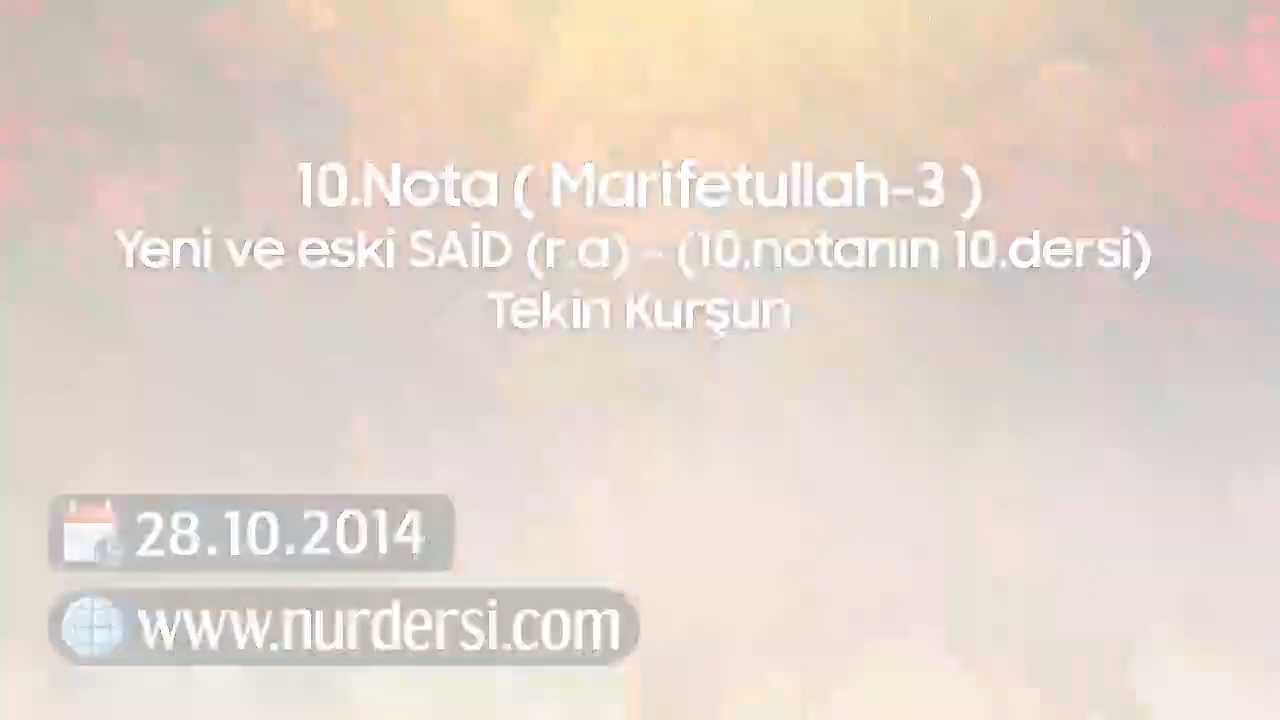 10.Nota ( Marifetullah-3 )
Yeni ve eski SAİD (r.a) - (10.notanın 10.dersi)
Tekin Kurşun
28.10.2014
www.nurdersi.com